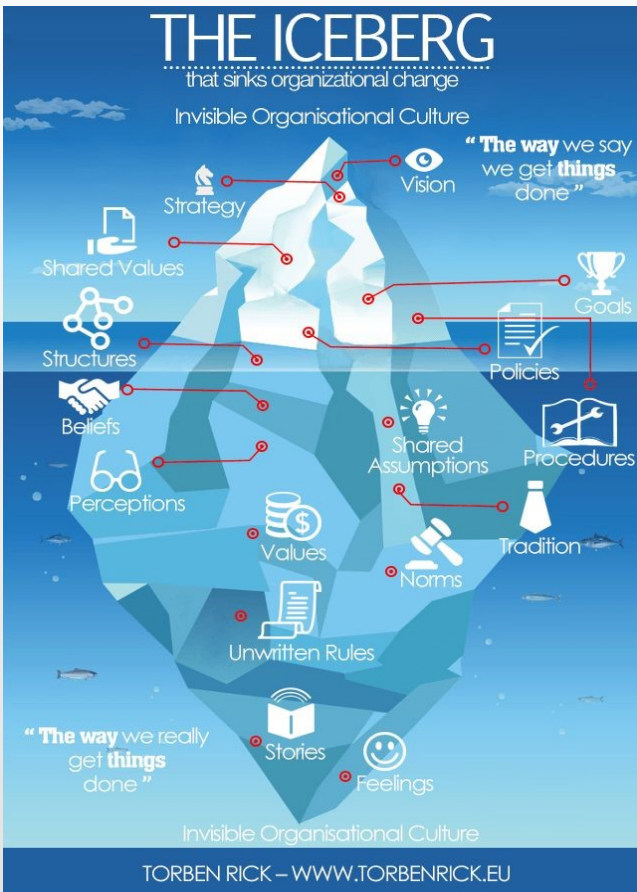 THE ICEBERG
that sinks organizational change
Invisible Organisational Culture
Vision
“ The way we say
we get things
done ”
Strategy
Shared Values
Goals
Structures
Policies
Beliefs
Shared
Assumptions
Procedures
Perceptions
Tradition
Values
Norms
Unwritten Rules
Stories
“ The way we really
get things
done ”
Feelings
Invisible Organisational Culture
TORBEN RICK – WWW.TORBENRICK.EU